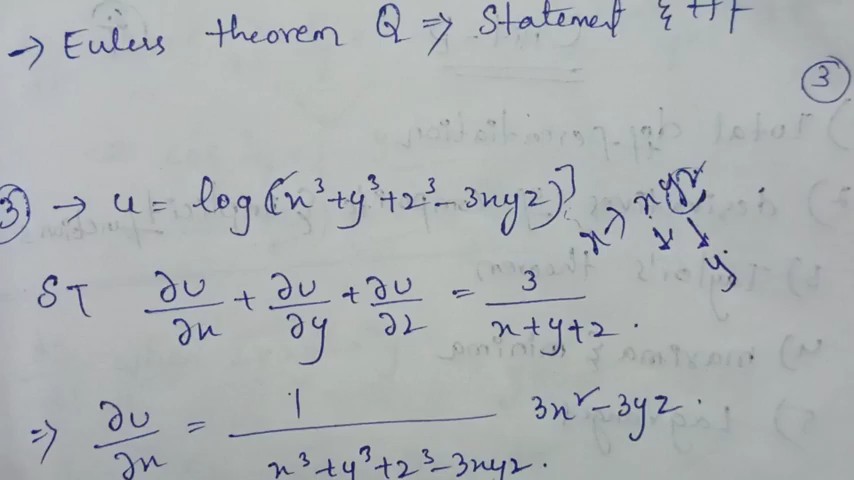 → Eulers theorem Q ⇒ Statement &
3
3 → u = log (x³+y³+z³-3xyz)]
x → x y
y
ST ∂u/∂x + ∂u/∂y + ∂u/∂z = 3/(x+y+z).
⇒ ∂u/∂x = 1/(x³+y³+z³-3xyz). 3x²-3yz.